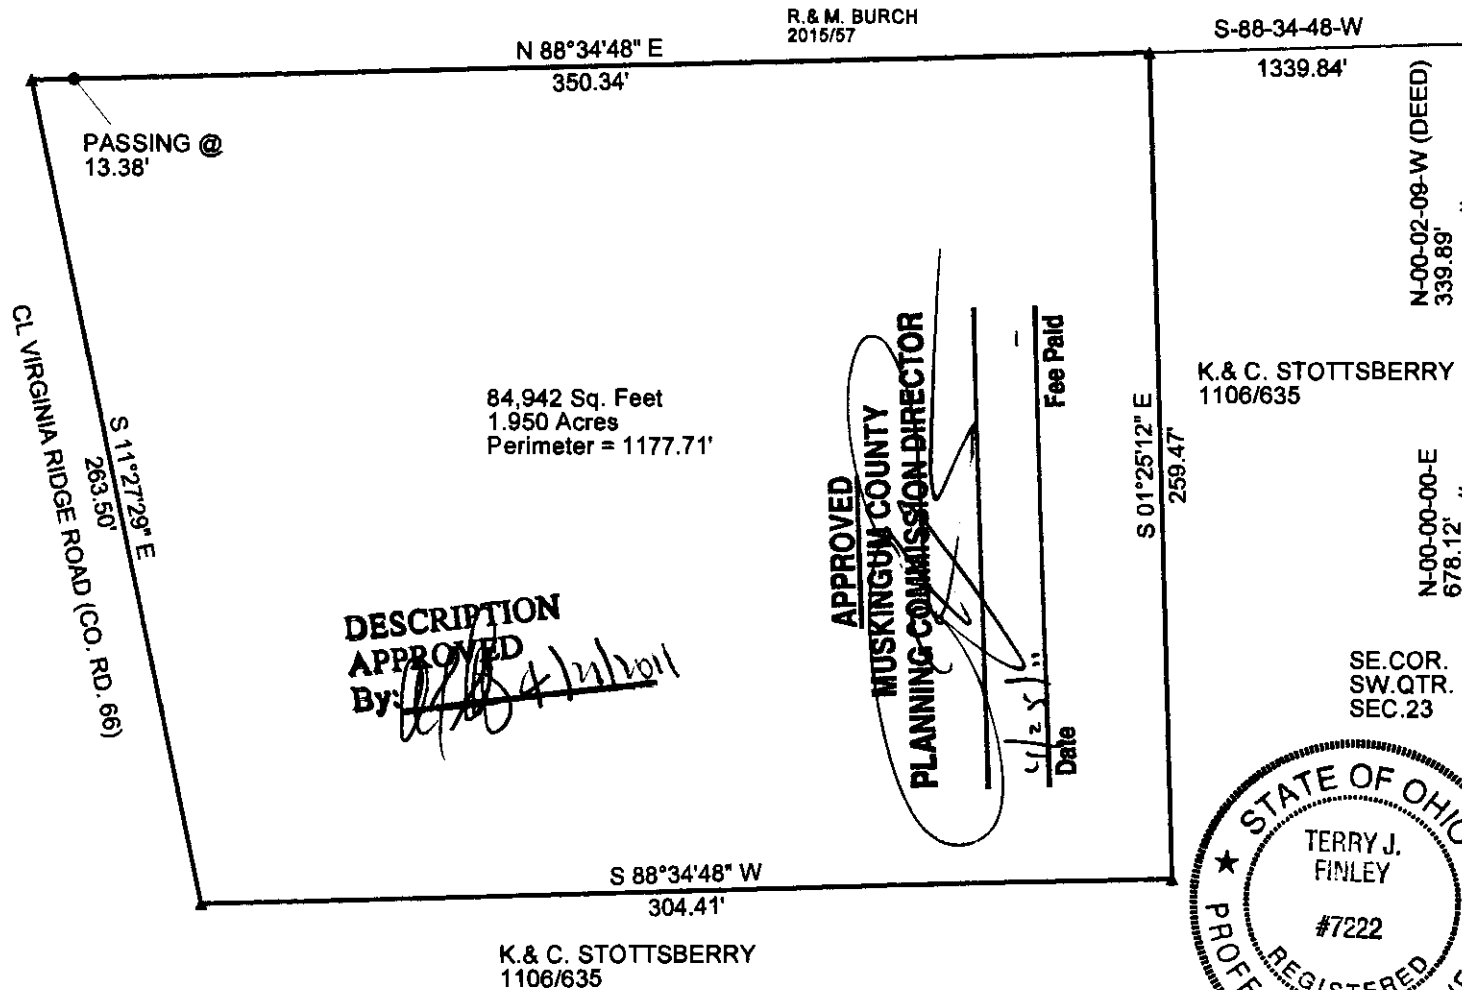 R.& M. BURCH
2015/57
S-88-34-48-W
1339.84'
N 88°34'48" E
350.34'
PASSING @
13.38'
N-00-02-09-W (DEED)
339.89'
CL VIRGINIA RIDGE ROAD (CO. RD. 66)
S 11°27'29" E
263.50'
84,942 Sq. Feet
1.950 Acres
Perimeter = 1177.71'
APPROVED
MUSKINGUM COUNTY
PLANNING COMMISSION DIRECTOR
Fee Paid
Date
S 01°25'12" E
259.47'
K.& C. STOTTSBERRY
1106/635
N-00-00-00-E
678.12'
DESCRIPTION
APPROVED
By:
SE.COR.
SW.QTR.
SEC.23
S 88°34'48" W
304.41'
K.& C. STOTTSBERRY
1106/635
STATE OF OHIO
TERRY J.
FINLEY
#7222
REGISTERED